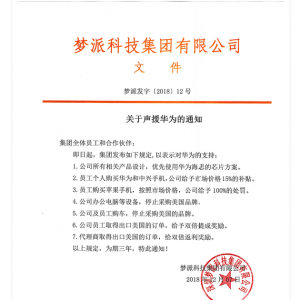 梦派科技集团有限公司
文 件
梦派发字〔2018〕12 号
关于声援华为的通知
集团全体员工和合作伙伴:
即日起,集团发布如下规定,以表示对华为的支持:
1.公司所有相关产品设计,优先使用华为海思的芯片方案。
2.员工个人购买华为和中兴手机,公司给予市场价格 15%的补贴。
3.员工购买苹果手机,按照市场价格,公司给予 100%的处罚。
4.公司办公电脑等设备,停止采购美国品牌。
5.公司及员工购车,停止采购美国的品牌。
6.公司员工取得出口美国的订单,给予双倍提成奖励。
7.代理商取得出口美国的订单,给双倍返利奖励。
以上规定,为期三年,特此通知!
梦派科技集团有限公司
2018年12月07日